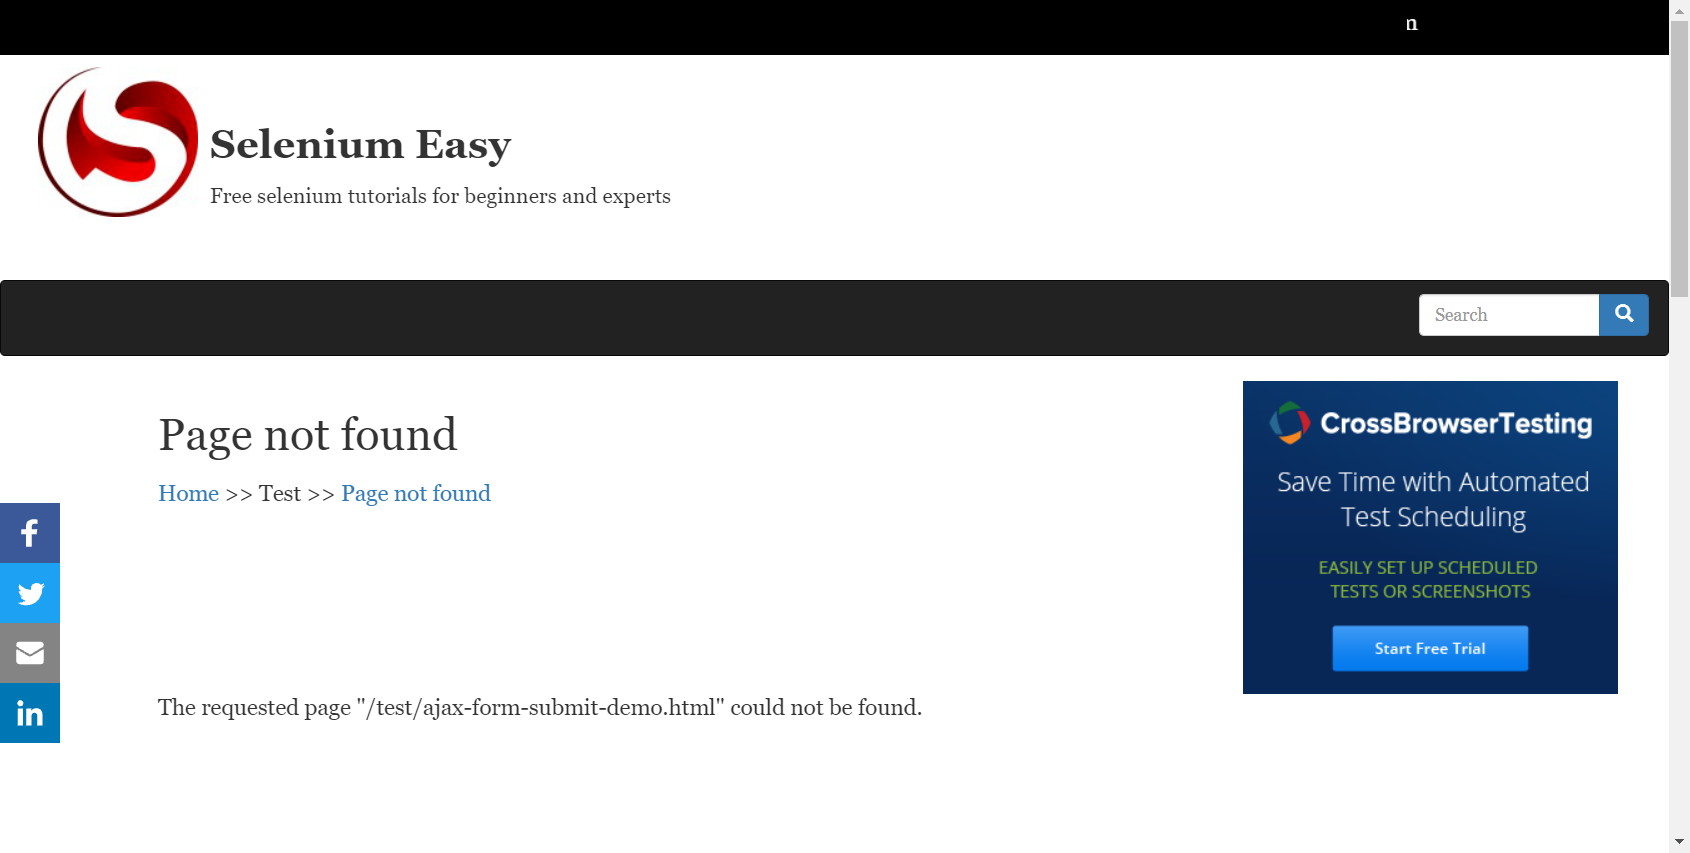 n
Selenium Easy
Free selenium tutorials for beginners and experts
Search
Page not found
Home >> Test >> Page not found
The requested page "/test/ajax-form-submit-demo.html" could not be found.
CrossBrowserTesting
Save Time with Automated
Test Scheduling
EASILY SET UP SCHEDULED
TESTS OR SCREENSHOTS
Start Free Trial